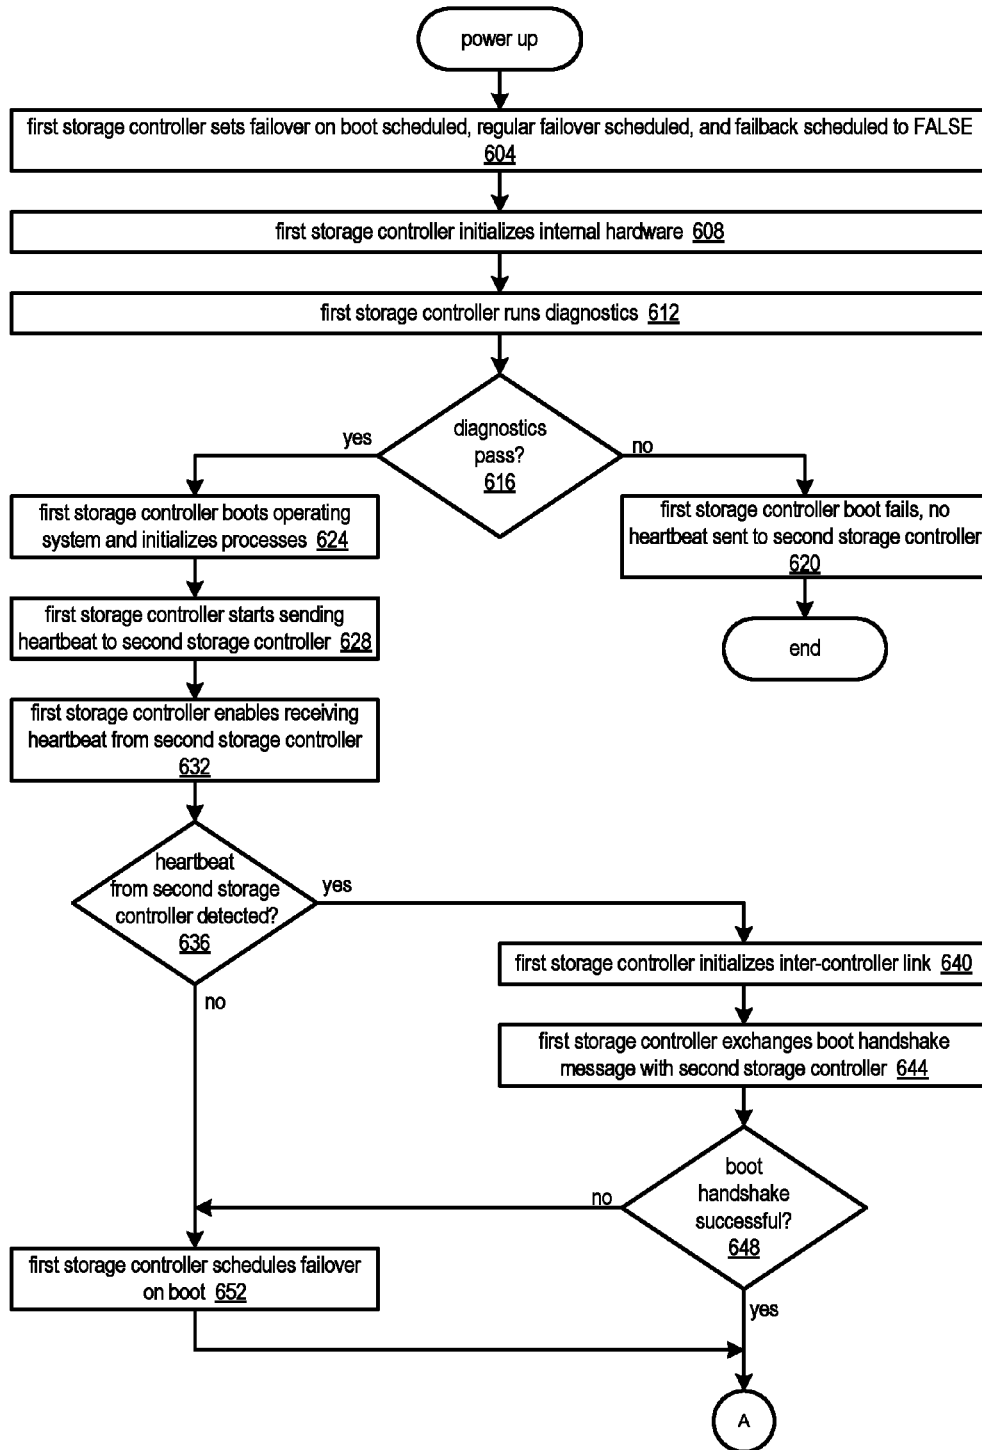 power up
first storage controller sets failover on boot scheduled, regular failover scheduled, and failback scheduled to FALSE
604
first storage controller initializes internal hardware 608
first storage controller runs diagnostics 612
diagnostics
pass?
616
yes
no
first storage controller boots operating
system and initializes processes 624
first storage controller boot fails, no
heartbeat sent to second storage controller
620
first storage controller starts sending
heartbeat to second storage controller 628
end
first storage controller enables receiving
heartbeat from second storage controller
632
heartbeat
from second storage
controller detected?
636
yes
no
first storage controller initializes inter-controller link 640
first storage controller exchanges boot handshake
message with second storage controller 644
boot
handshake
successful?
648
no
yes
first storage controller schedules failover
on boot 652
A